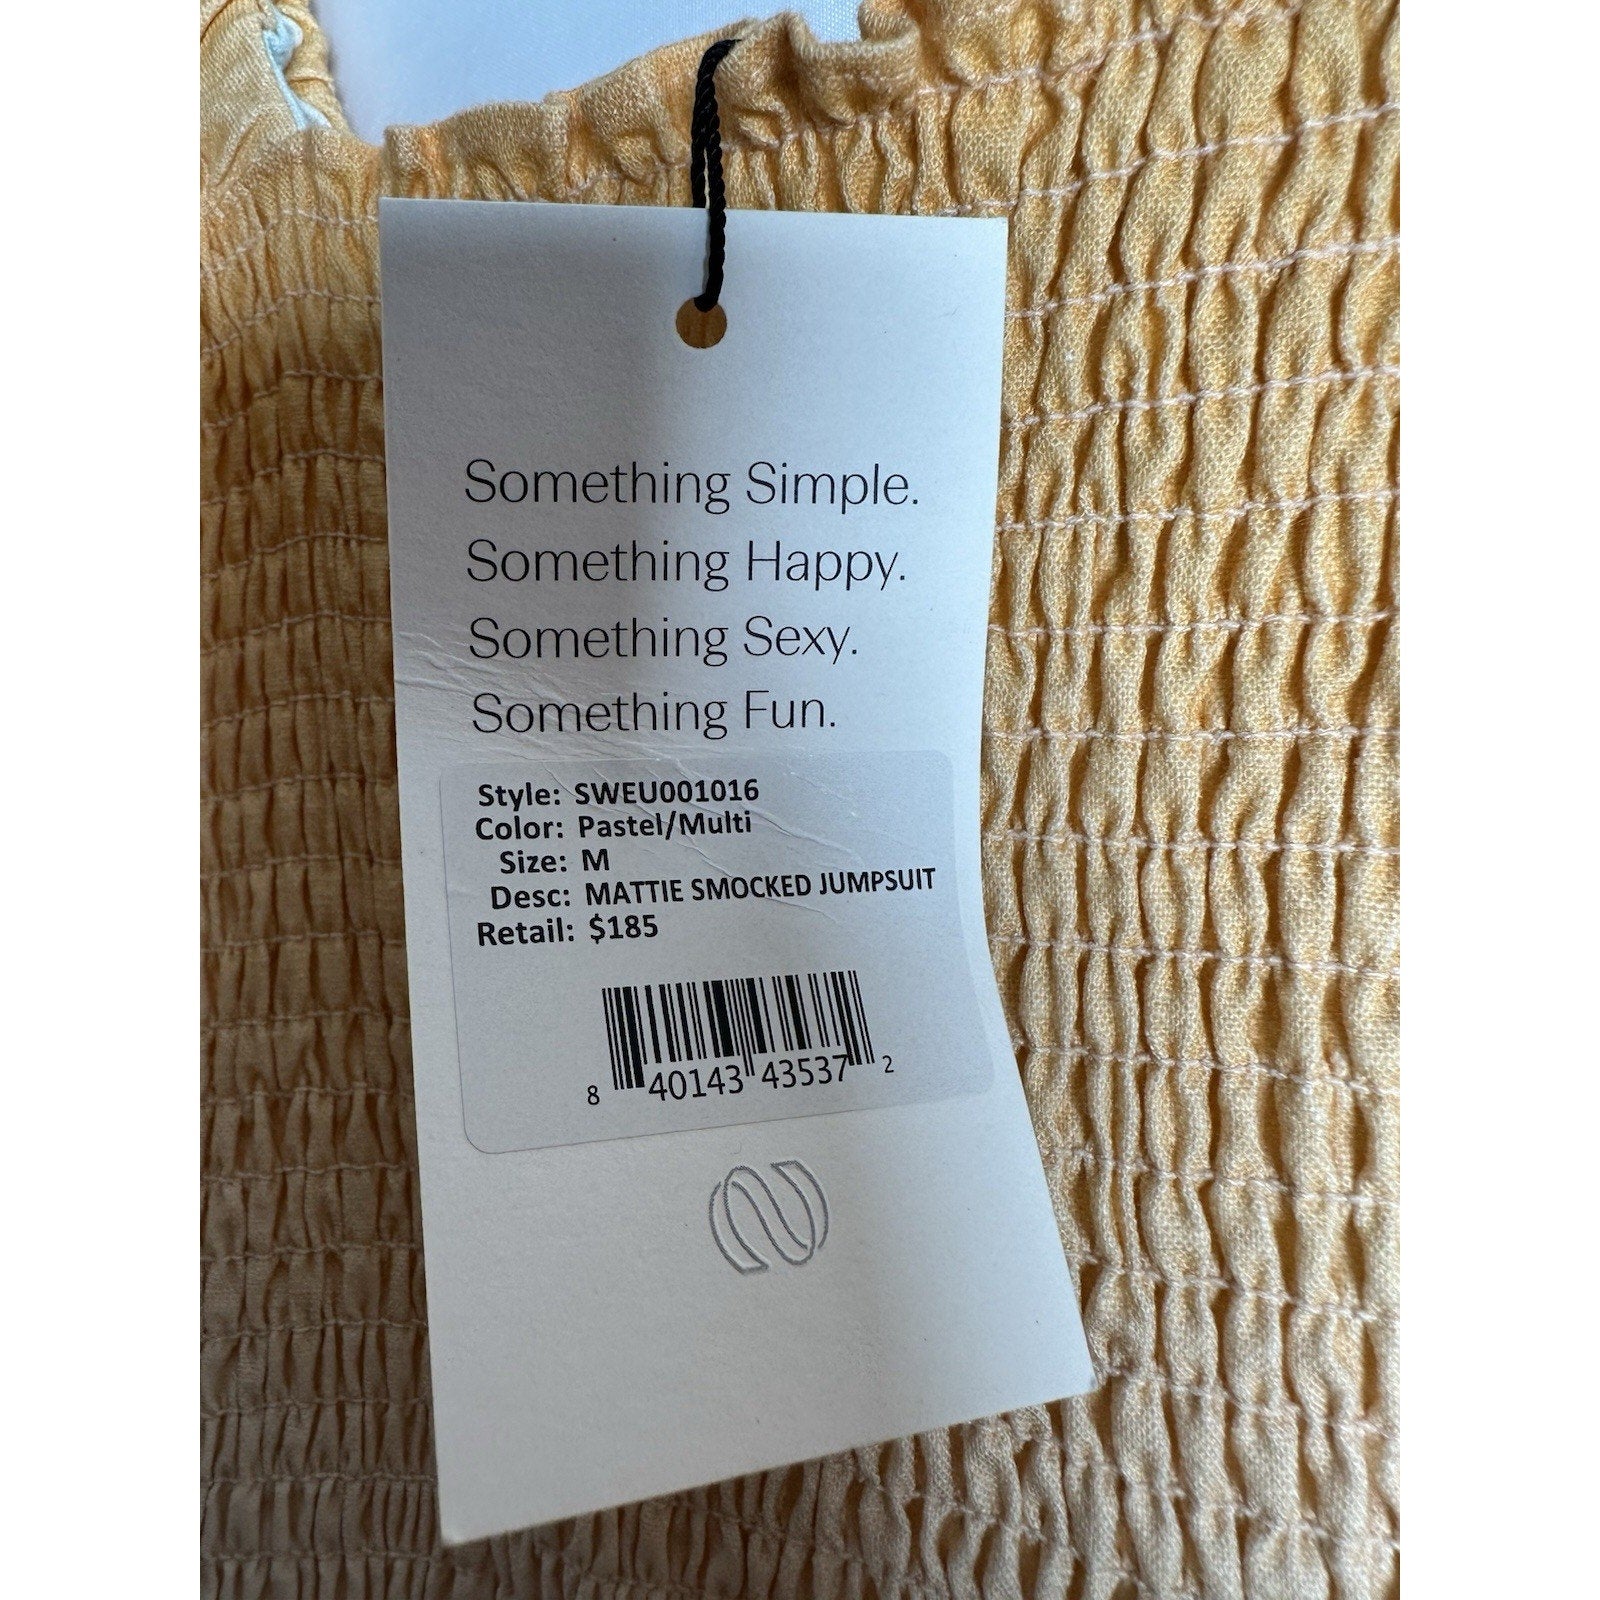 Something Simple.
Something Happy.
Something Sexy.
Something Fun.
Style: SWEU001016
Color: Pastel/Multi
Size: M
Desc: MATTIE SMOCKED JUMPSUIT
Retail: $185
8 40143 43537 2